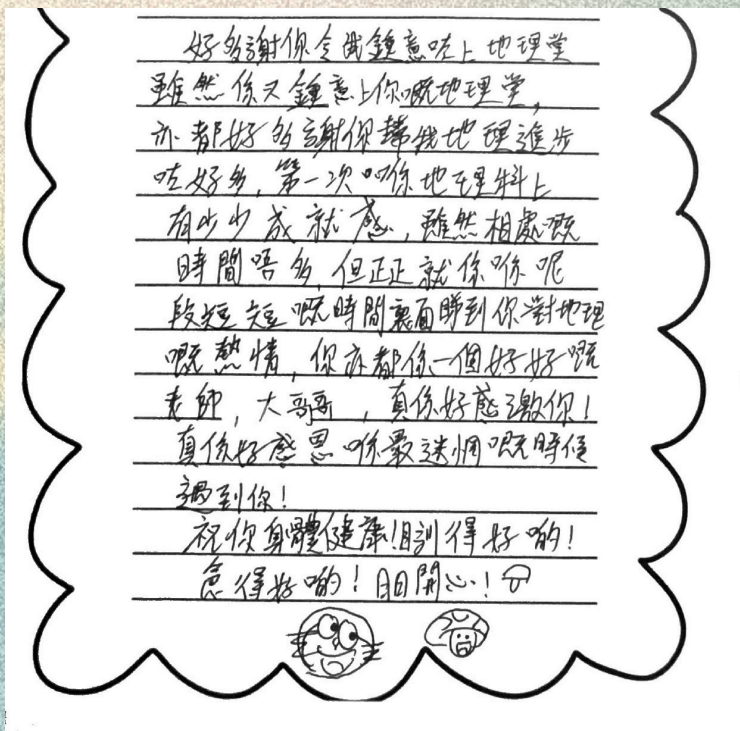 好多謝你令我鍾意咗上地理堂
雖然係又鍾意上你嘅地理堂,
亦都好多謝你幫我地理進步
咗好多, 第一次喺地理科上
有少少成就感, 雖然相處嘅
時間唔多, 但正正就係喺呢
段短短嘅時間裏面睇到你對地理
嘅熱情, 你亦都係一個好好嘅
老師, 大哥哥, 真係好感激你!
真係好感恩喺最迷惘嘅時候
遇到你!
祝你身體健康! 瞓得好啲!
食得好啲! 日日開心!